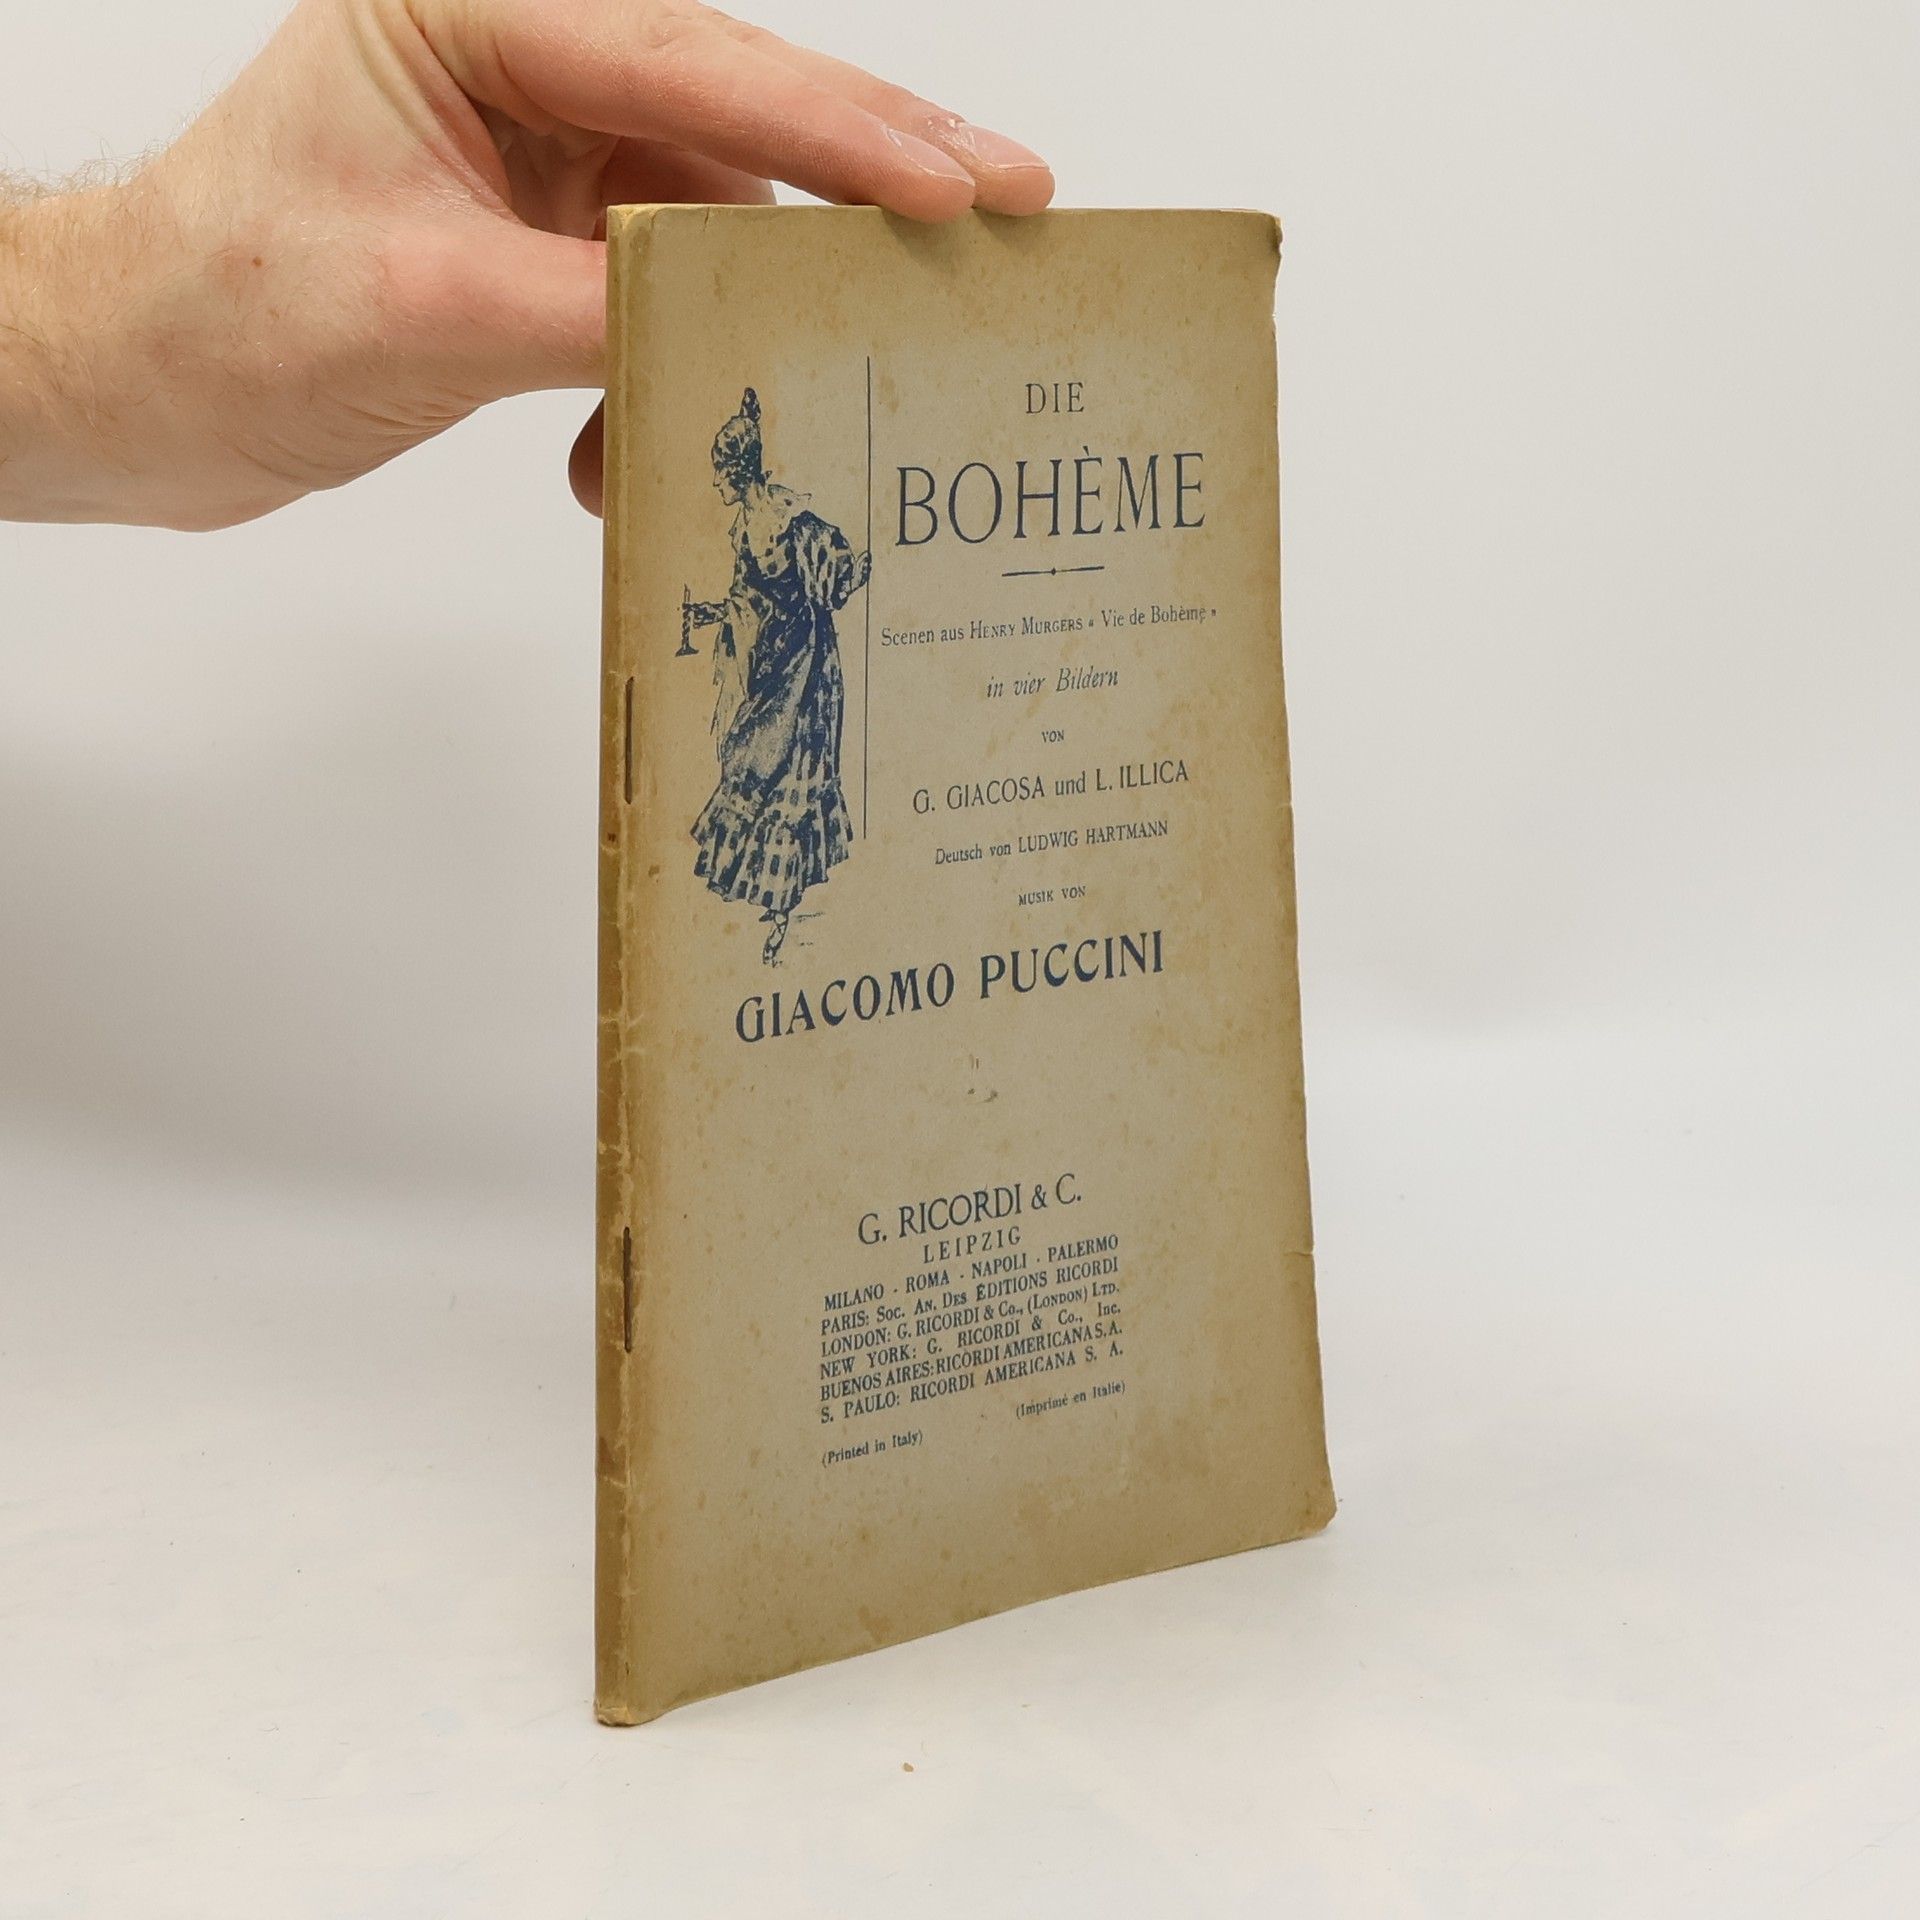 DIE
BOHÈME
Scenen aus HENRY MURGERS « Vie de Bohème »
in vier Bildern
VON
G. GIACOSA und L. ILLICA
Deutsch von LUDWIG HARTMANN
MUSIK VON
GIACOMO PUCCINI
G. RICORDI & C.
LEIPZIG
MILANO - ROMA - NAPOLI - PALERMO
PARIS: SOC. AN. DES ÉDITIONS RICORDI
LONDON: G. RICORDI & Co., (LONDON) LTD.
NEW YORK: G. RICORDI & Co., Inc.
BUENOS AIRES: RICORDI AMERICANA S.A.
S. PAULO: RICORDI AMERICANA S. A.
(Printed in Italy) (Imprimé en Italie)